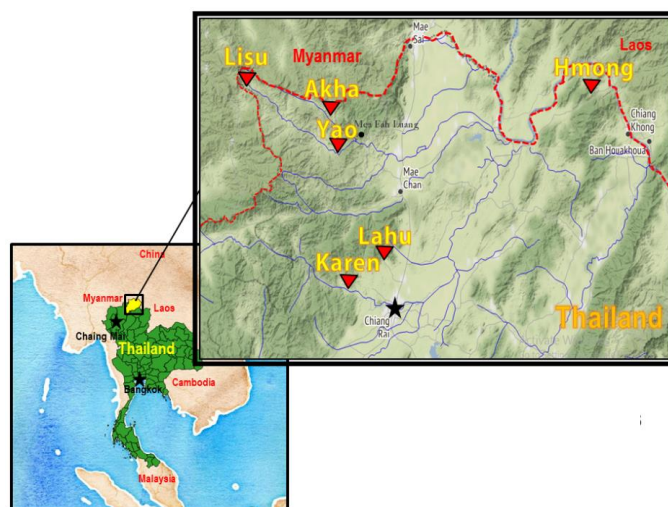 Mae
Sai
Lisu
Myanmar
Laos
Hmong
Akha
Yao
Mea Fah Luang
Chiang
Khong
Ban Houakhoua
Mae
Chan
Lahu
Karen
Chiang
Rai
Thailand
China
Myanmar
Laos
Chaing Mai
Thailand
Bangkok
Cambodia
Malaysia